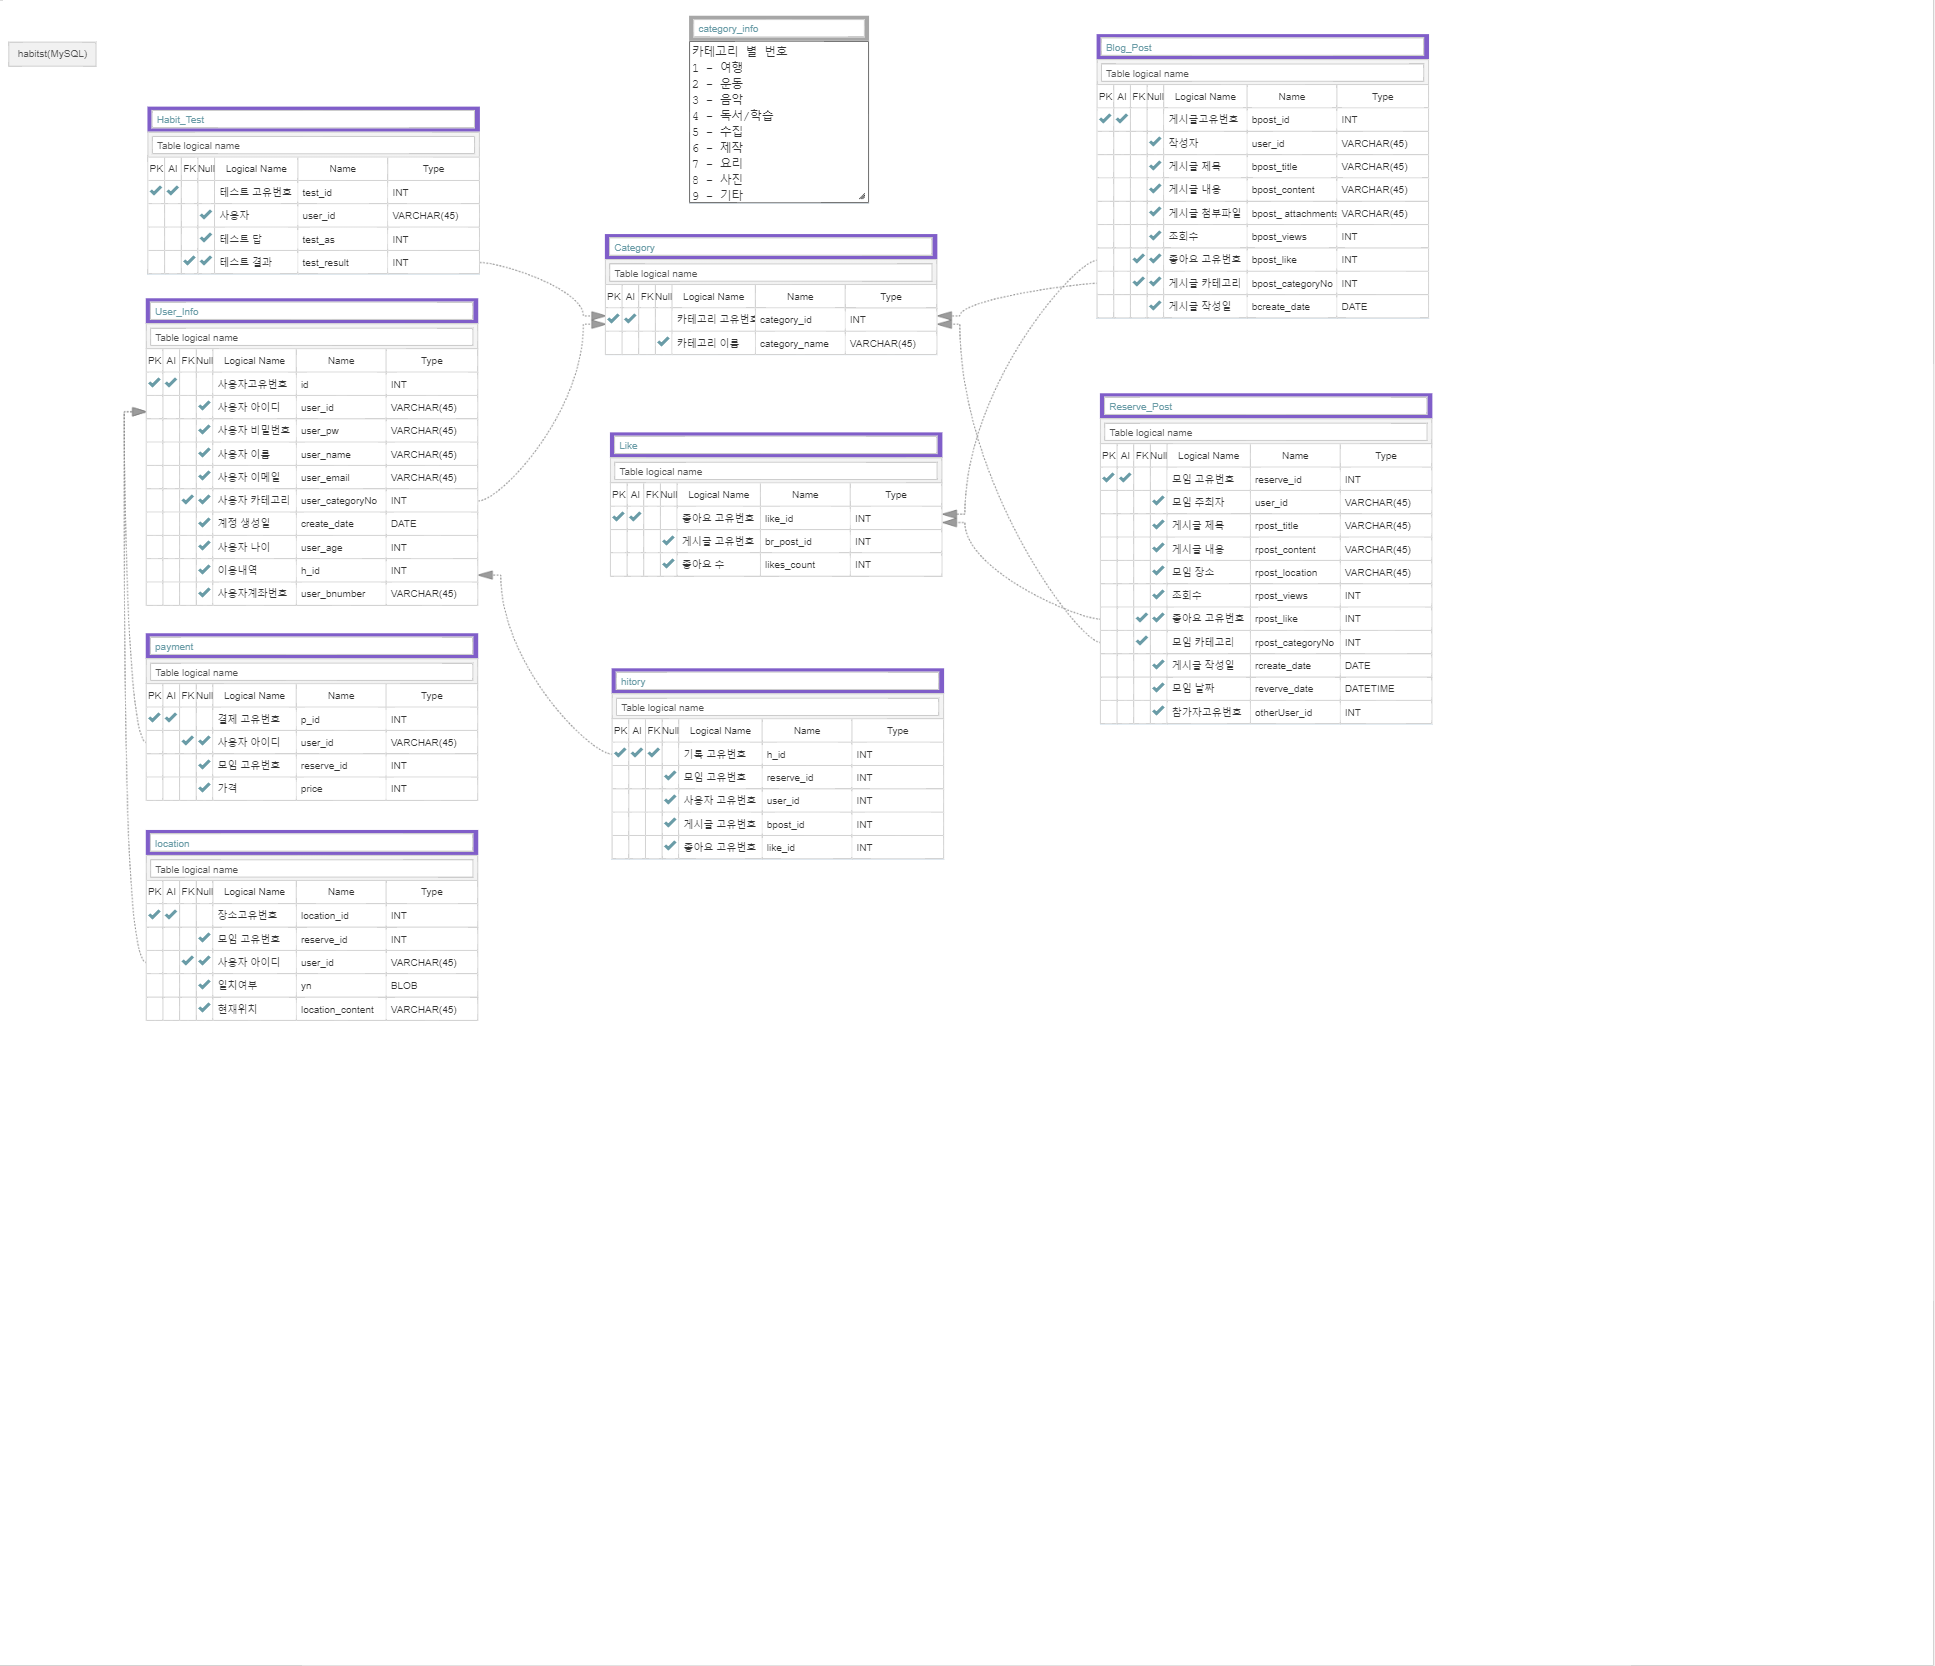 habitst(MySQL)
category_info
카테고리 별 번호
1 - 여행
2 - 운동
3 - 음악
4 - 독서/학습
5 - 수집
6 - 제작
7 - 요리
8 - 사진
9 - 기타
Habit_Test
Table logical name
PK AI FK Null Logical Name Name Type
테스트 고유번호 test_id INT
사용자 user_id VARCHAR(45)
테스트 답 test_as INT
테스트 결과 test_result INT
User_Info
Table logical name
PK AI FK Null Logical Name Name Type
사용자고유번호 id INT
사용자 아이디 user_id VARCHAR(45)
사용자 비밀번호 user_pw VARCHAR(45)
사용자 이름 user_name VARCHAR(45)
사용자 이메일 user_email VARCHAR(45)
사용자 카테고리 user_categoryNo INT
계정 생성일 create_date DATE
사용자 나이 user_age INT
이용내역 h_id INT
사용자계좌번호 user_bnumber VARCHAR(45)
payment
Table logical name
PK AI FK Null Logical Name Name Type
결제 고유번호 p_id INT
사용자 아이디 user_id VARCHAR(45)
모임 고유번호 reserve_id INT
가격 price INT
location
Table logical name
PK AI FK Null Logical Name Name Type
장소고유번호 location_id INT
모임 고유번호 reserve_id INT
사용자 아이디 user_id VARCHAR(45)
일치여부 yn BLOB
현재위치 location_content VARCHAR(45)
Category
Table logical name
PK AI FK Null Logical Name Name Type
카테고리 고유번호 category_id INT
카테고리 이름 category_name VARCHAR(45)
Like
Table logical name
PK AI FK Null Logical Name Name Type
좋아요 고유번호 like_id INT
게시글 고유번호 br_post_id INT
좋아요 수 likes_count INT
hitory
Table logical name
PK AI FK Null Logical Name Name Type
기록 고유번호 h_id INT
모임 고유번호 reserve_id INT
사용자 고유번호 user_id INT
게시글 고유번호 bpost_id INT
좋아요 고유번호 like_id INT
Blog_Post
Table logical name
PK AI FK Null Logical Name Name Type
게시글고유번호 bpost_id INT
작성자 user_id VARCHAR(45)
게시글 제목 bpost_title VARCHAR(45)
게시글 내용 bpost_content VARCHAR(45)
게시글 첨부파일 bpost_ attachments VARCHAR(45)
조회수 bpost_views INT
좋아요 고유번호 bpost_like INT
게시글 카테고리 bpost_categoryNo INT
게시글 작성일 bcreate_date DATE
Reserve_Post
Table logical name
PK AI FK Null Logical Name Name Type
모임 고유번호 reserve_id INT
모임 주최자 user_id VARCHAR(45)
게시글 제목 rpost_title VARCHAR(45)
게시글 내용 rpost_content VARCHAR(45)
모임 장소 rpost_location VARCHAR(45)
조회수 rpost_views INT
좋아요 고유번호 rpost_like INT
모임 카테고리 rpost_categoryNo INT
게시글 작성일 rcreate_date DATE
모임 날짜 reverve_date DATETIME
참가자고유번호 otherUser_id INT